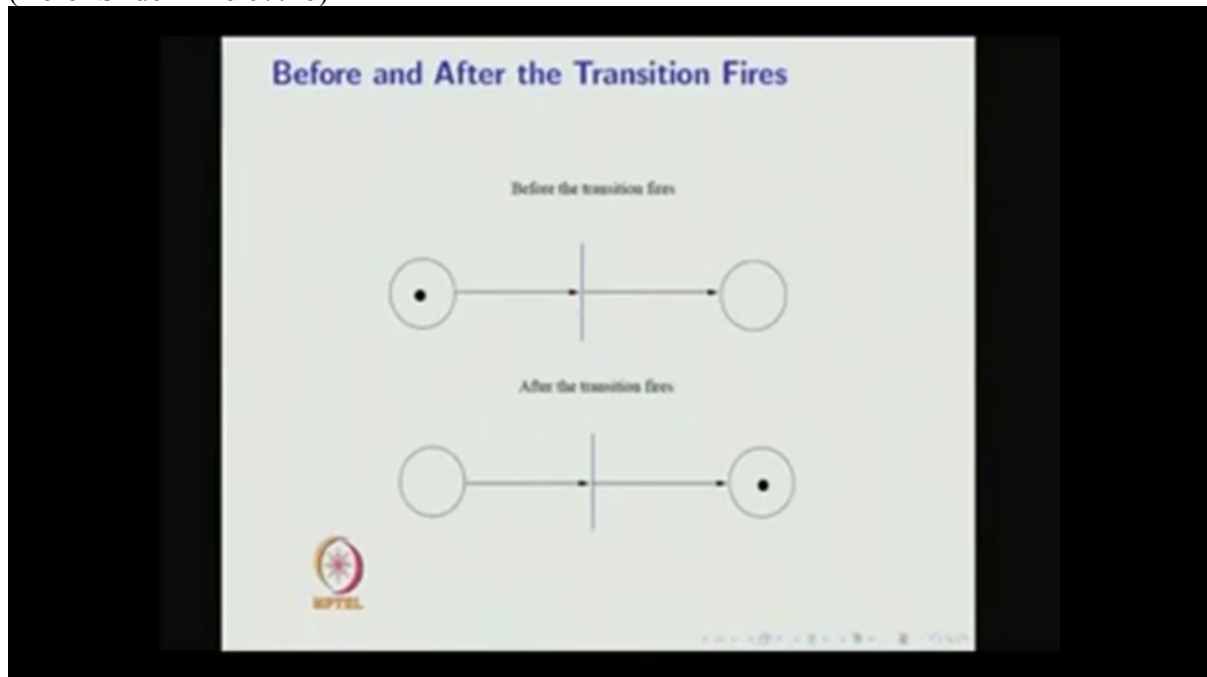 Before and After the Transition Fires
Before the transition fires
After the transition fires
NPTEL